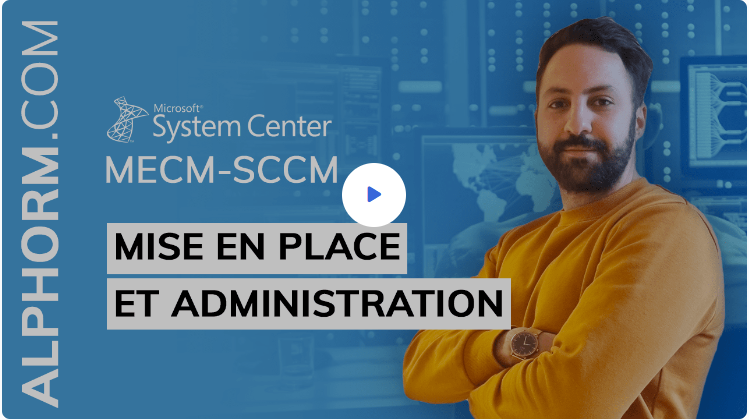 ALPHORM.COM
Microsoft®
System Center
MECM-SCCM
MISE EN PLACE
ET ADMINISTRATION